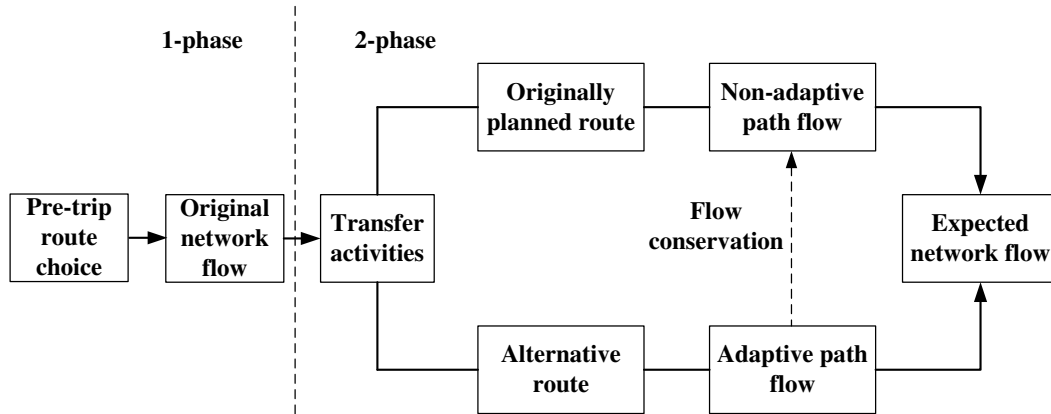 1-phase
2-phase
Originally
planned route
Non-adaptive
path flow
Pre-trip
route
choice
Original
network
flow
Transfer
activities
Flow
conservation
Expected
network flow
Alternative
route
Adaptive path
flow